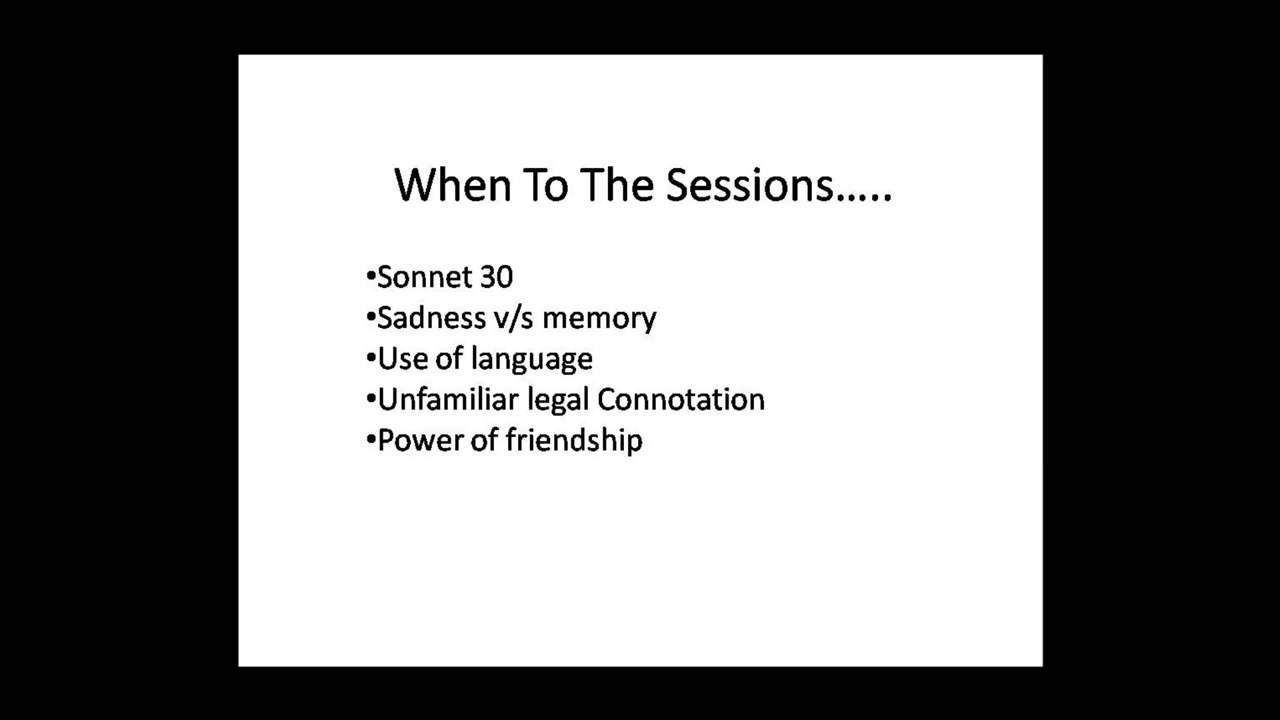 When To The Sessions.....
•Sonnet 30
•Sadness v/s memory
•Use of language
•Unfamiliar legal Connotation
•Power of friendship